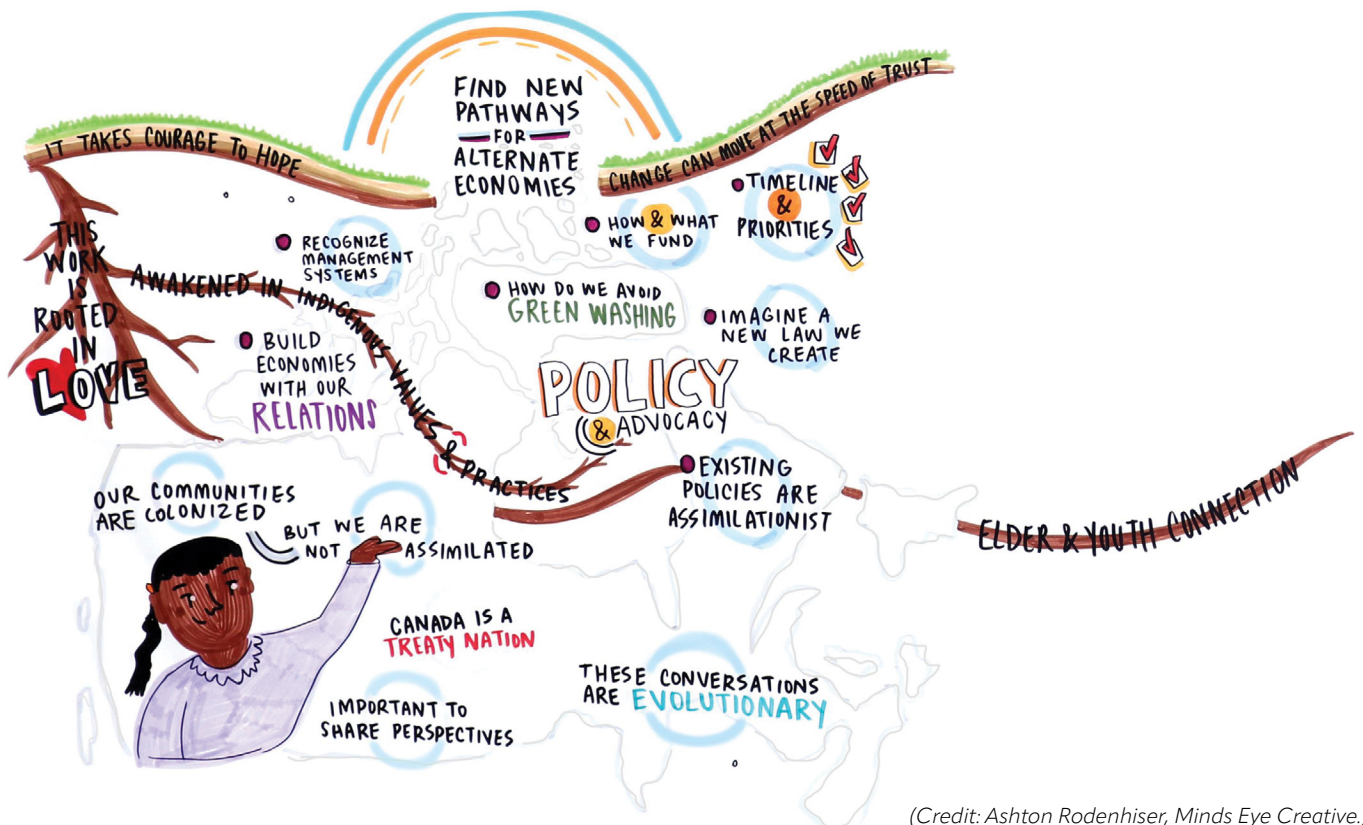 FIND NEW
PATHWAYS
FOR
ALTERNATE
ECONOMIES
IT TAKES COURAGE TO HOPE
CHANGE CAN MOVE AT THE SPEED OF TRUST
THIS
WORK
IS
ROOTED
IN
LOVE
AWAKENED IN INDIGENOUS VALUES & PRACTICES
RECOGNIZE
MANAGEMENT
SYSTEMS
BUILD
ECONOMIES
WITH OUR
RELATIONS
HOW & WHAT
WE FUND
TIMELINE
&
PRIORITIES
HOW DO WE AVOID
GREEN WASHING
IMAGINE A
NEW LAW WE
CREATE
POLICY
& ADVOCACY
EXISTING
POLICIES ARE
ASSIMILATIONIST
ELDER & YOUTH CONNECTION
OUR COMMUNITIES
ARE COLONIZED
BUT WE ARE
NOT ASSIMILATED
CANADA IS A
TREATY NATION
IMPORTANT TO
SHARE PERSPECTIVES
THESE CONVERSATIONS
ARE EVOLUTIONARY
(Credit: Ashton Rodenhiser, Minds Eye Creative.)